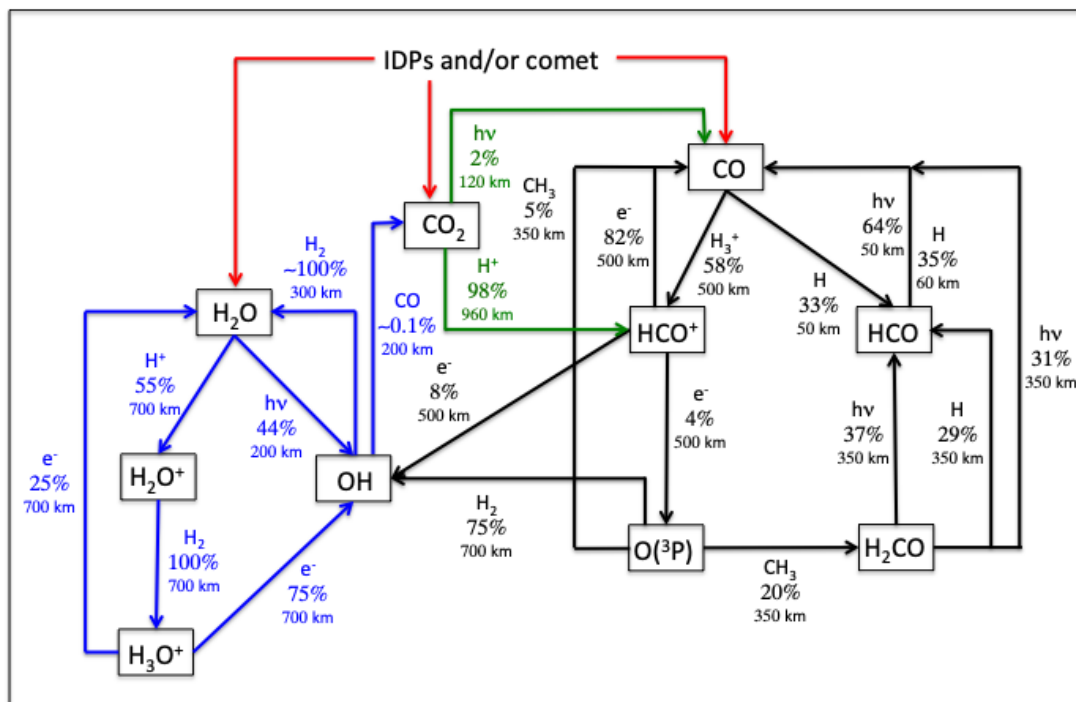 IDPs and/or comet
hν
2%
120 km
CO
CH₃
5%
350 km
e⁻
82%
500 km
hν
64%
50 km
H
35%
60 km
CO₂
H₃⁺
58%
500 km
H₂
~100%
300 km
H⁺
98%
960 km
H
33%
50 km
CO
~0.1%
200 km
H₂O
HCO⁺
HCO
hν
31%
350 km
H⁺
55%
700 km
hν
44%
200 km
e⁻
8%
500 km
e⁻
4%
500 km
hν
37%
350 km
H
29%
350 km
e⁻
25%
700 km
H₂O⁺
OH
H₂
75%
700 km
H₂
100%
700 km
O(³P)
H₂CO
e⁻
75%
700 km
CH₃
20%
350 km
H₃O⁺